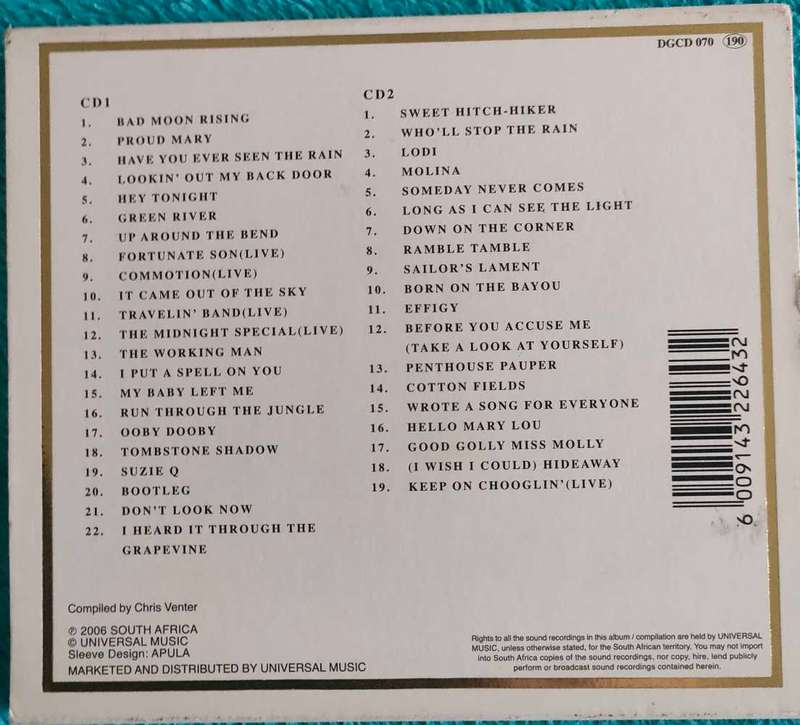 DGCD 070 190
CD1
1. BAD MOON RISING
2. PROUD MARY
3. HAVE YOU EVER SEEN THE RAIN
4. LOOKIN' OUT MY BACK DOOR
5. HEY TONIGHT
6. GREEN RIVER
7. UP AROUND THE BEND
8. FORTUNATE SON(LIVE)
9. COMMOTION(LIVE)
10. IT CAME OUT OF THE SKY
11. TRAVELIN' BAND(LIVE)
12. THE MIDNIGHT SPECIAL(LIVE)
13. THE WORKING MAN
14. I PUT A SPELL ON YOU
15. MY BABY LEFT ME
16. RUN THROUGH THE JUNGLE
17. OOBY DOOBY
18. TOMBSTONE SHADOW
19. SUZIE Q
20. BOOTLEG
21. DON'T LOOK NOW
22. I HEARD IT THROUGH THE
GRAPEVINE
CD2
1. SWEET HITCH-HIKER
2. WHO'LL STOP THE RAIN
3. LODI
4. MOLINA
5. SOMEDAY NEVER COMES
6. LONG AS I CAN SEE THE LIGHT
7. DOWN ON THE CORNER
8. RAMBLE TAMBLE
9. SAILOR'S LAMENT
10. BORN ON THE BAYOU
11. EFFIGY
12. BEFORE YOU ACCUSE ME
(TAKE A LOOK AT YOURSELF)
13. PENTHOUSE PAUPER
14. COTTON FIELDS
15. WROTE A SONG FOR EVERYONE
16. HELLO MARY LOU
17. GOOD GOLLY MISS MOLLY
18. (I WISH I COULD) HIDEAWAY
19. KEEP ON CHOOGLIN'(LIVE)
6 009143 226432
Compiled by Chris Venter
℗ 2006 SOUTH AFRICA
© UNIVERSAL MUSIC
Sleeve Design: APULA
MARKETED AND DISTRIBUTED BY UNIVERSAL MUSIC
Rights to all the sound recordings in this album / compilation are held by UNIVERSAL
MUSIC, unless otherwise stated, for the South African territory. You may not import
into South Africa copies of the sound recordings, nor copy, hire, lend publicly
perform or broadcast sound recordings contained herein.